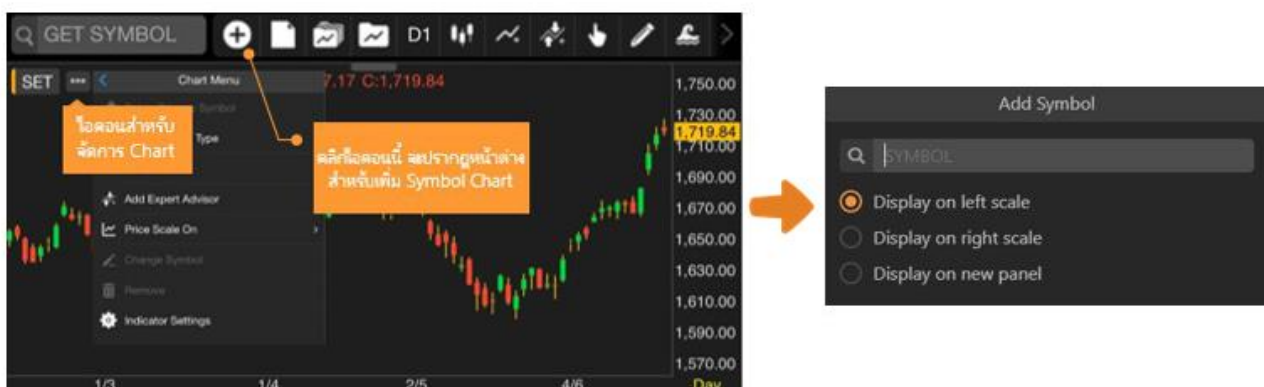 GET SYMBOL
D1
SET
Chart Menu
7.17 C:1,719.84
Symbol
Type
ไอคอนสำหรับ
จัดการ Chart
คลิกไอคอนนี้ จะปรากฏหน้าต่าง
สำหรับเพิ่ม Symbol Chart
Add Expert Advisor
Price Scale On
Change Symbol
Remove
Indicator Settings
1,750.00
1,730.00
1,719.84
1,710.00
1,690.00
1,670.00
1,650.00
1,630.00
1,610.00
1,590.00
1,570.00
1/3
1/4
2/5
4/6
Day
Add Symbol
SYMBOL
Display on left scale
Display on right scale
Display on new panel